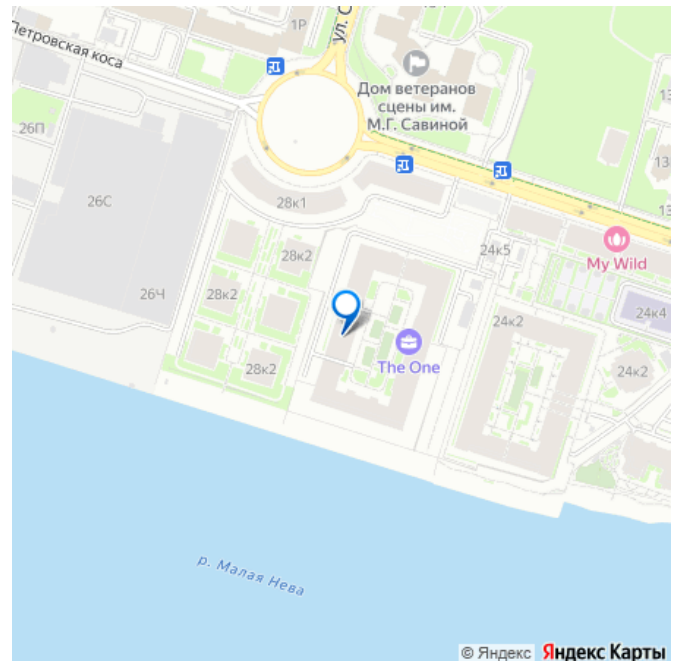 1Р
ул. С
Петровская коса
Дом ветеранов
сцены им.
М.Г. Савиной
26П
26С
28к1
13
13
24к5
My Wild
28к2
26Ч
28к2
24к4
24к2
The One
28к2
24к2
р. Малая Нева
© Яндекс Яндекс Карты